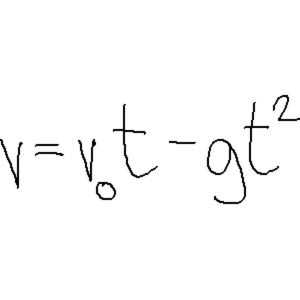 v = v₀t - gt²